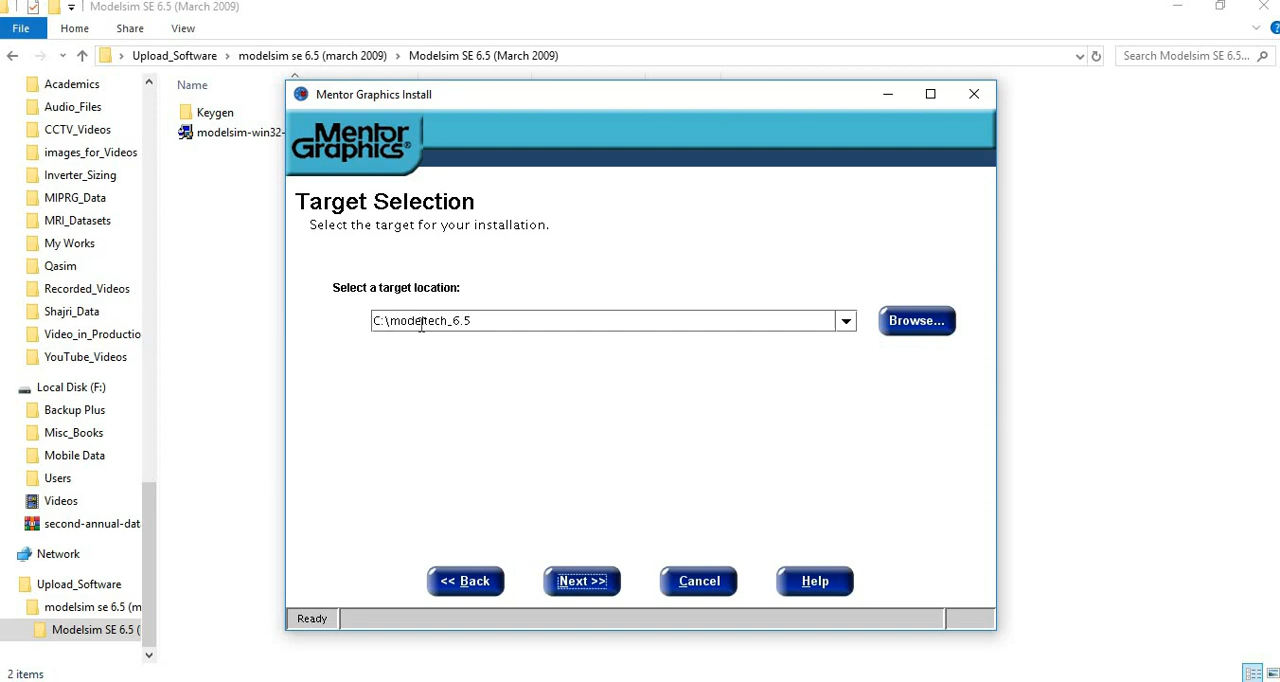 Modelsim SE 6.5 (March 2009)
File Home Share View
Upload_Software > modelsim se 6.5 (march 2009) > Modelsim SE 6.5 (March 2009)
Search Modelsim SE 6.5...
Academics
Audio_Files
CCTV_Videos
images_for_Videos
Inverter_Sizing
MIPRG_Data
MRI_Datasets
My Works
Qasim
Recorded_Videos
Shajri_Data
Video_in_Productio
YouTube_Videos
Local Disk (F:)
Backup Plus
Misc_Books
Mobile Data
Users
Videos
second-annual-dat
Network
Upload_Software
modelsim se 6.5 (m
Modelsim SE 6.5 (
2 items
Name
Keygen
modelsim-win32-
Mentor Graphics Install
Mentor
Graphics®
Target Selection
Select the target for your installation.
Select a target location:
C:\modeltech_6.5
Browse...
<< Back
Next >>
Cancel
Help
Ready